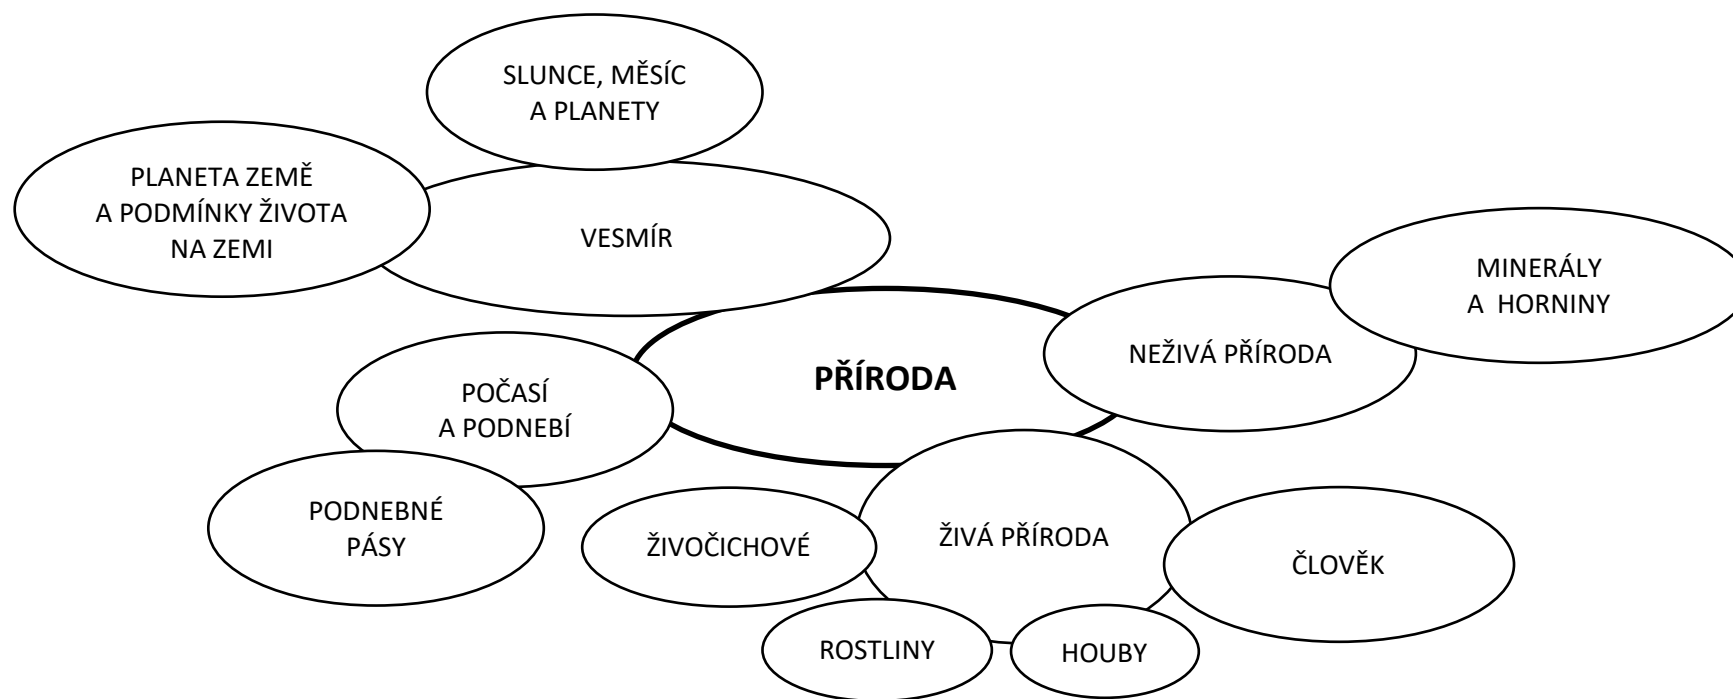 SLUNCE, MĚSÍC
A PLANETY
PLANETA ZEMĚ
A PODMÍNKY ŽIVOTA
NA ZEMI
VESMÍR
MINERÁLY
A HORNINY
NEŽIVÁ PŘÍRODA
PŘÍRODA
POČASÍ
A PODNEBÍ
PODNEBNÉ
PÁSY
ŽIVOČICHOVÉ
ŽIVÁ PŘÍRODA
ČLOVĚK
ROSTLINY
HOUBY